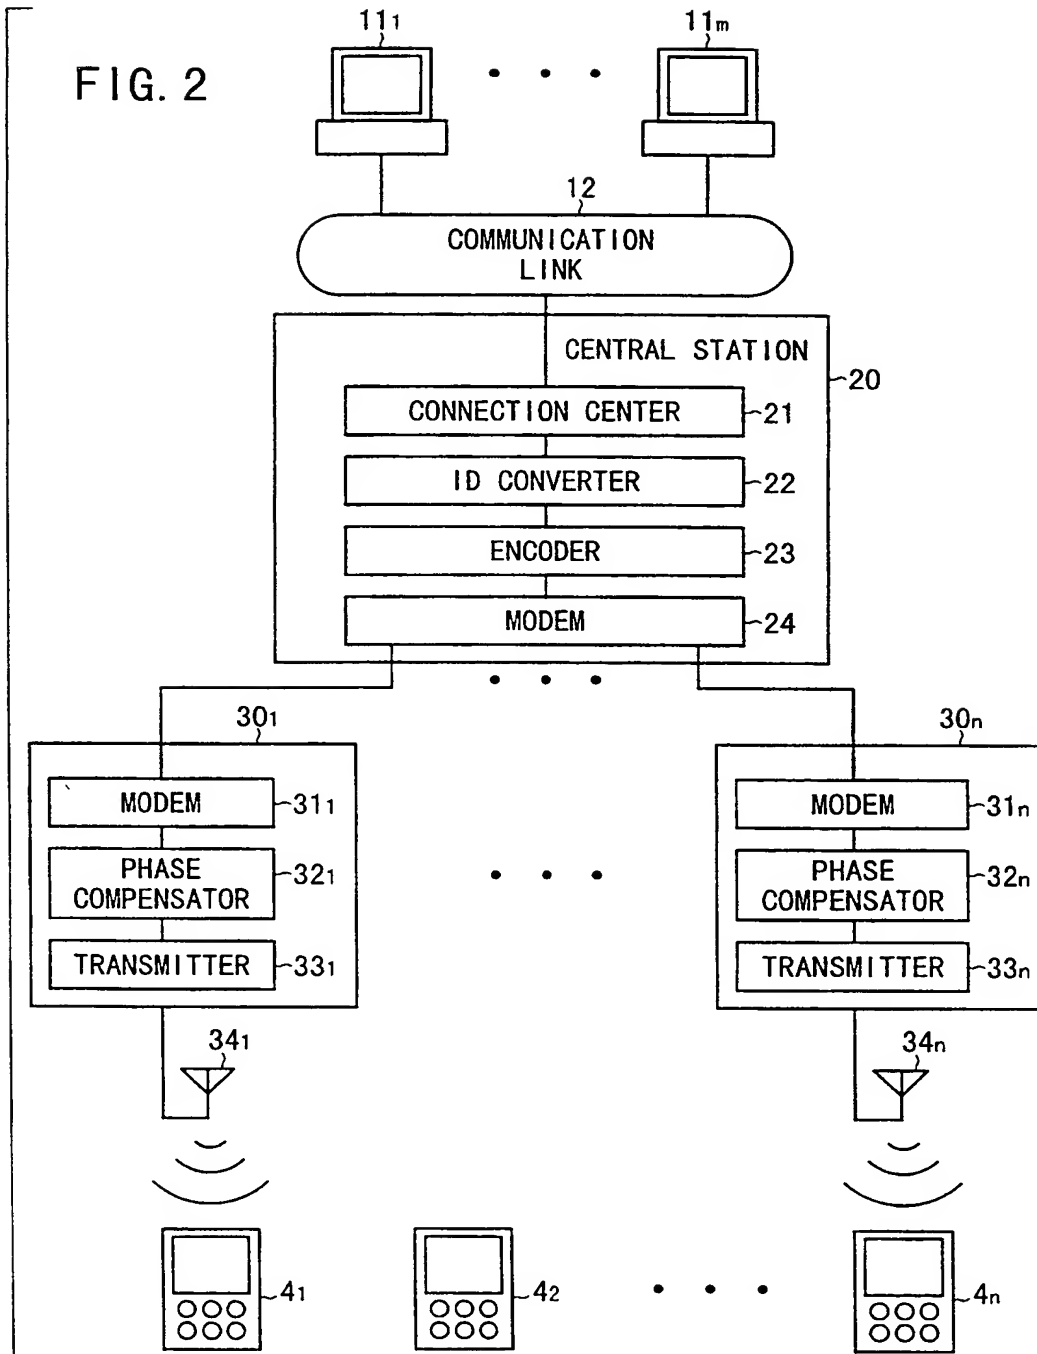 FIG. 2
11₁
11ₘ
12
COMMUNICATION
LINK
CENTRAL STATION
20
CONNECTION CENTER
21
ID CONVERTER
22
ENCODER
23
MODEM
24
30₁
30ₙ
MODEM
31₁
MODEM
31ₙ
PHASE
COMPENSATOR
32₁
PHASE
COMPENSATOR
32ₙ
TRANSMITTER
33₁
TRANSMITTER
33ₙ
34₁
34ₙ
4₁
4₂
4ₙ